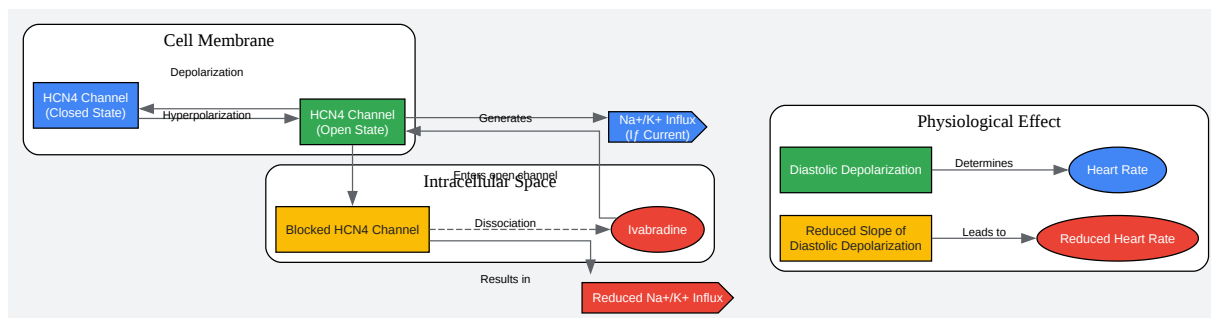 Cell Membrane
Depolarization
HCN4 Channel
(Closed State)
Hyperpolarization
HCN4 Channel
(Open State)
Generates
Na+/K+ Influx
(Iƒ Current)
Enters open channel
Intracellular Space
Blocked HCN4 Channel
Dissociation
Ivabradine
Results in
Reduced Na+/K+ Influx
Physiological Effect
Diastolic Depolarization
Determines
Heart Rate
Reduced Slope of
Diastolic Depolarization
Leads to
Reduced Heart Rate